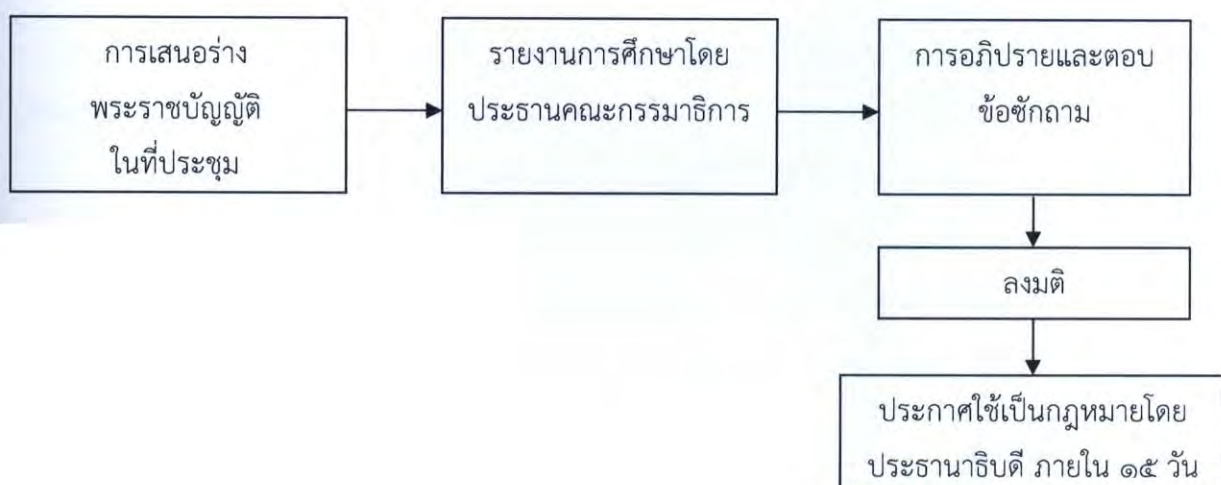 การเสนอร่าง
พระราชบัญญัติ
ในที่ประชุม
รายงานการศึกษาโดย
ประธานคณะกรรมาธิการ
การอภิปรายและตอบ
ข้อซักถาม
ลงมติ
ประกาศใช้เป็นกฎหมายโดย
ประธานาธิบดี ภายใน ๑๕ วัน